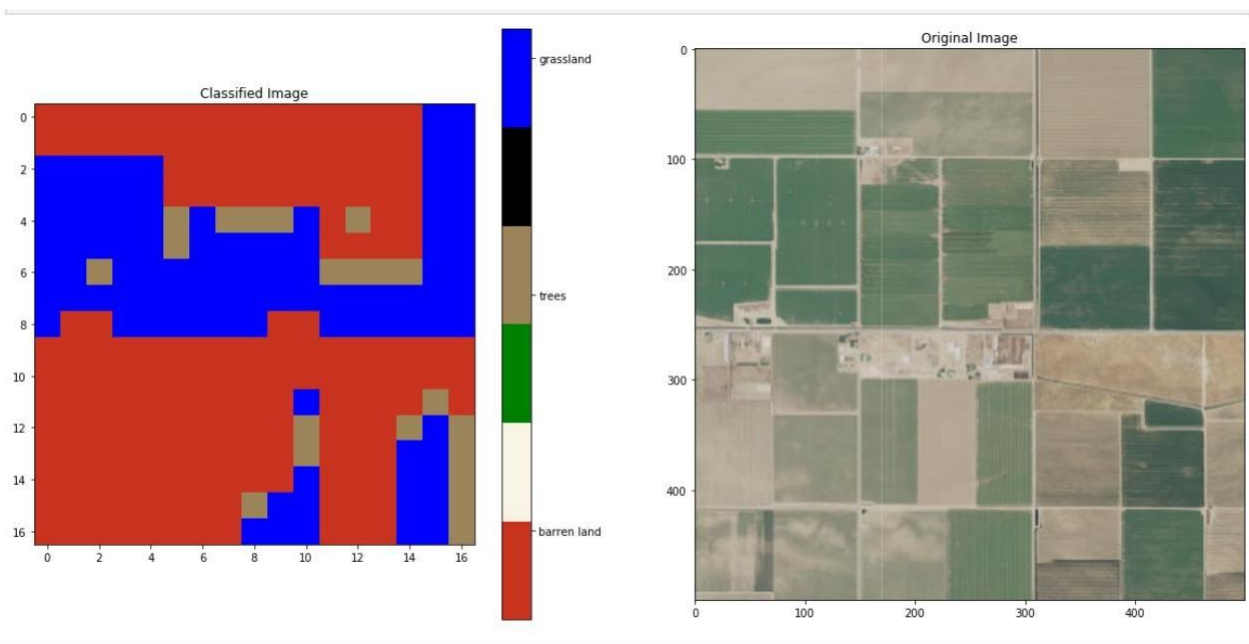 Classified Image
0
2
4
6
8
10
12
14
16
0 2 4 6 8 10 12 14 16
grassland
trees
barren land
Original Image
0
100
200
300
400
0 100 200 300 400